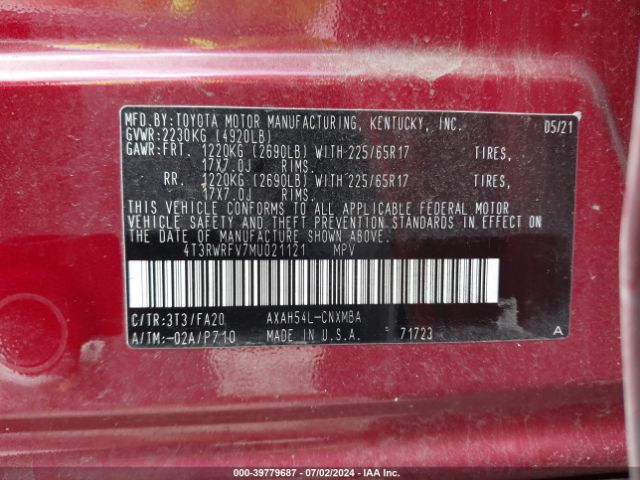 MFD.BY:TOYOTA MOTOR MANUFACTURING, KENTUCKY, INC. 05/21
GVWR:2230KG (4920LB)
GAWR:FRT. 1220KG (2690LB) WITH 225/65R17 TIRES,
17X7.0J RIMS.
RR. 1220KG (2690LB) WITH 225/65R17 TIRES,
17X7.0J RIMS.
THIS VEHICLE CONFORMS TO ALL APPLICABLE FEDERAL MOTOR
VEHICLE SAFETY AND THEFT PREVENTION STANDARDS IN EFFECT
ON THE DATE OF MANUFACTURE SHOWN ABOVE.
4T3RWRFV7MU021121 MPV
C/TR:3T3/FA20 AXAH54L-CNXMBA
A/TM:-02A/P710 MADE IN U.S.A. 71723 A
000-39779687 - 07/02/2024 - IAA Inc.